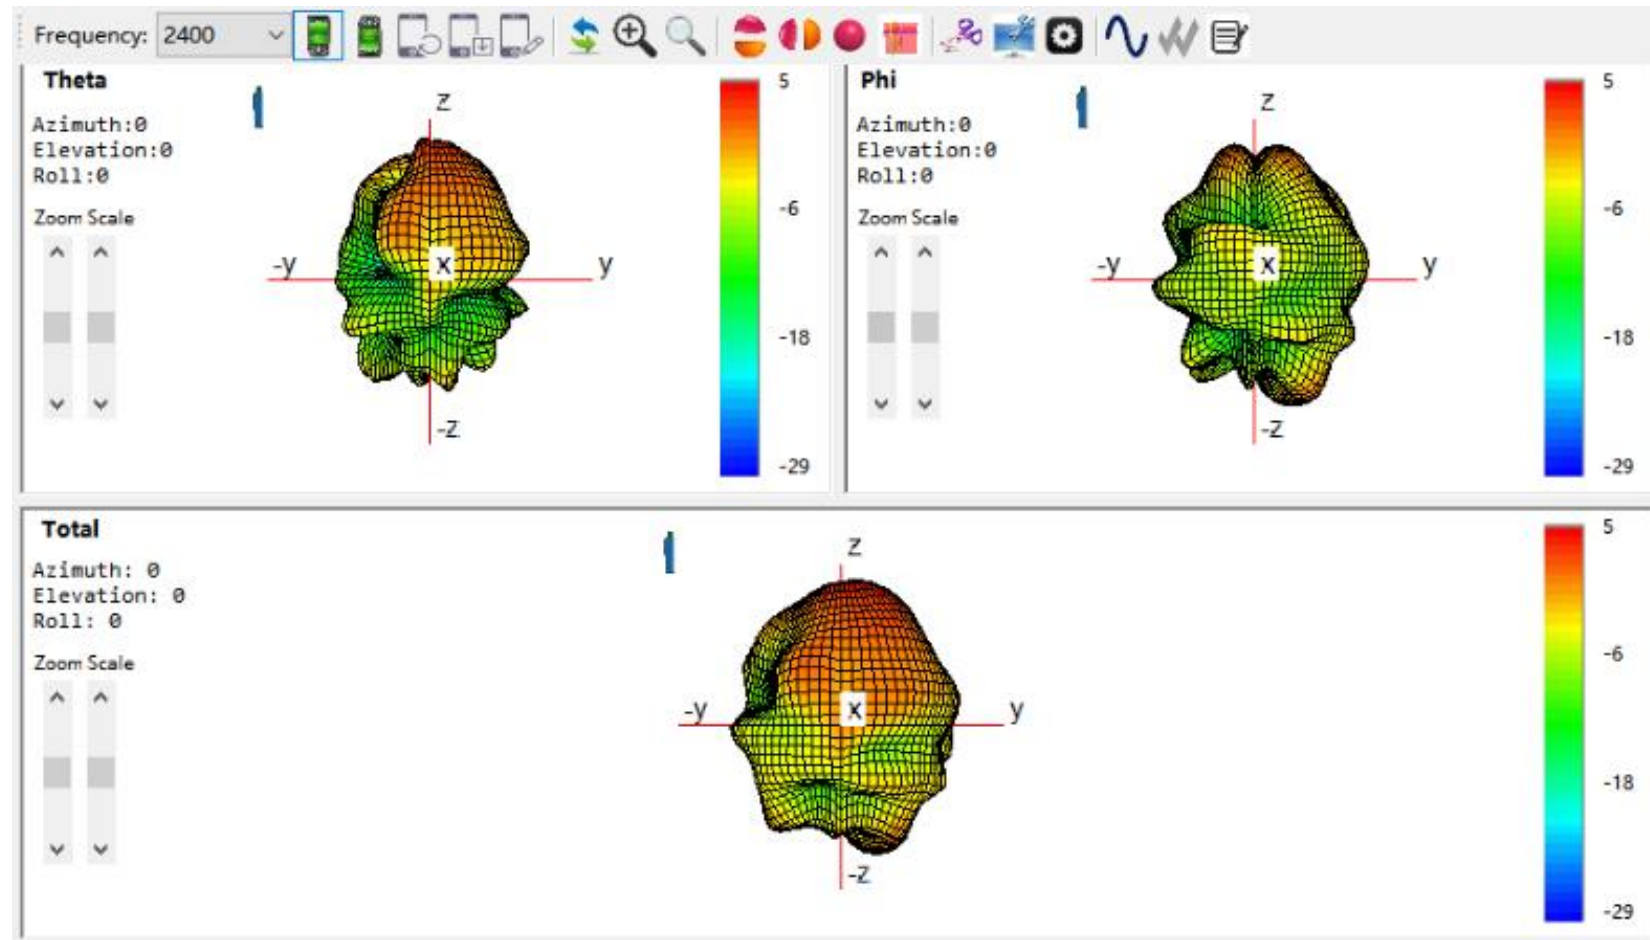 Frequency: 2400
Theta
Azimuth:0
Elevation:0
Roll:0
Zoom Scale
z
-y
x
y
-z
5
-6
-18
-29
Phi
Azimuth:0
Elevation:0
Roll:0
Zoom Scale
z
-y
x
y
-z
5
-6
-18
-29
Total
Azimuth: 0
Elevation: 0
Roll: 0
Zoom Scale
z
-y
x
y
-z
5
-6
-18
-29